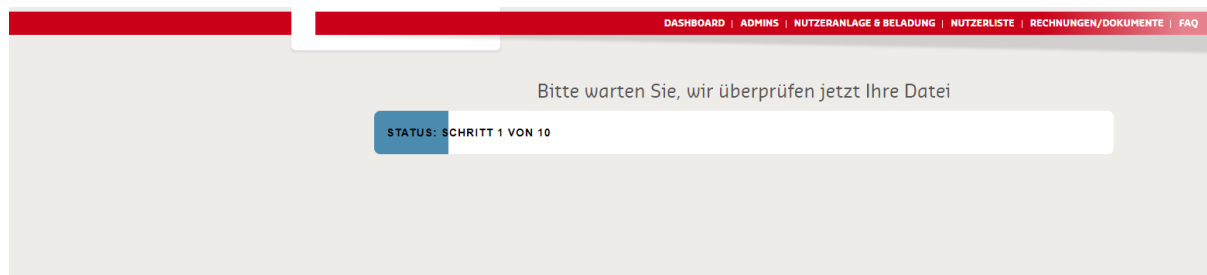 DASHBOARD | ADMINS | NUTZERANLAGE & BELADUNG | NUTZERLISTE | RECHNUNGEN/DOKUMENTE | FAQ
Bitte warten Sie, wir überprüfen jetzt Ihre Datei
STATUS: SCHRITT 1 VON 10